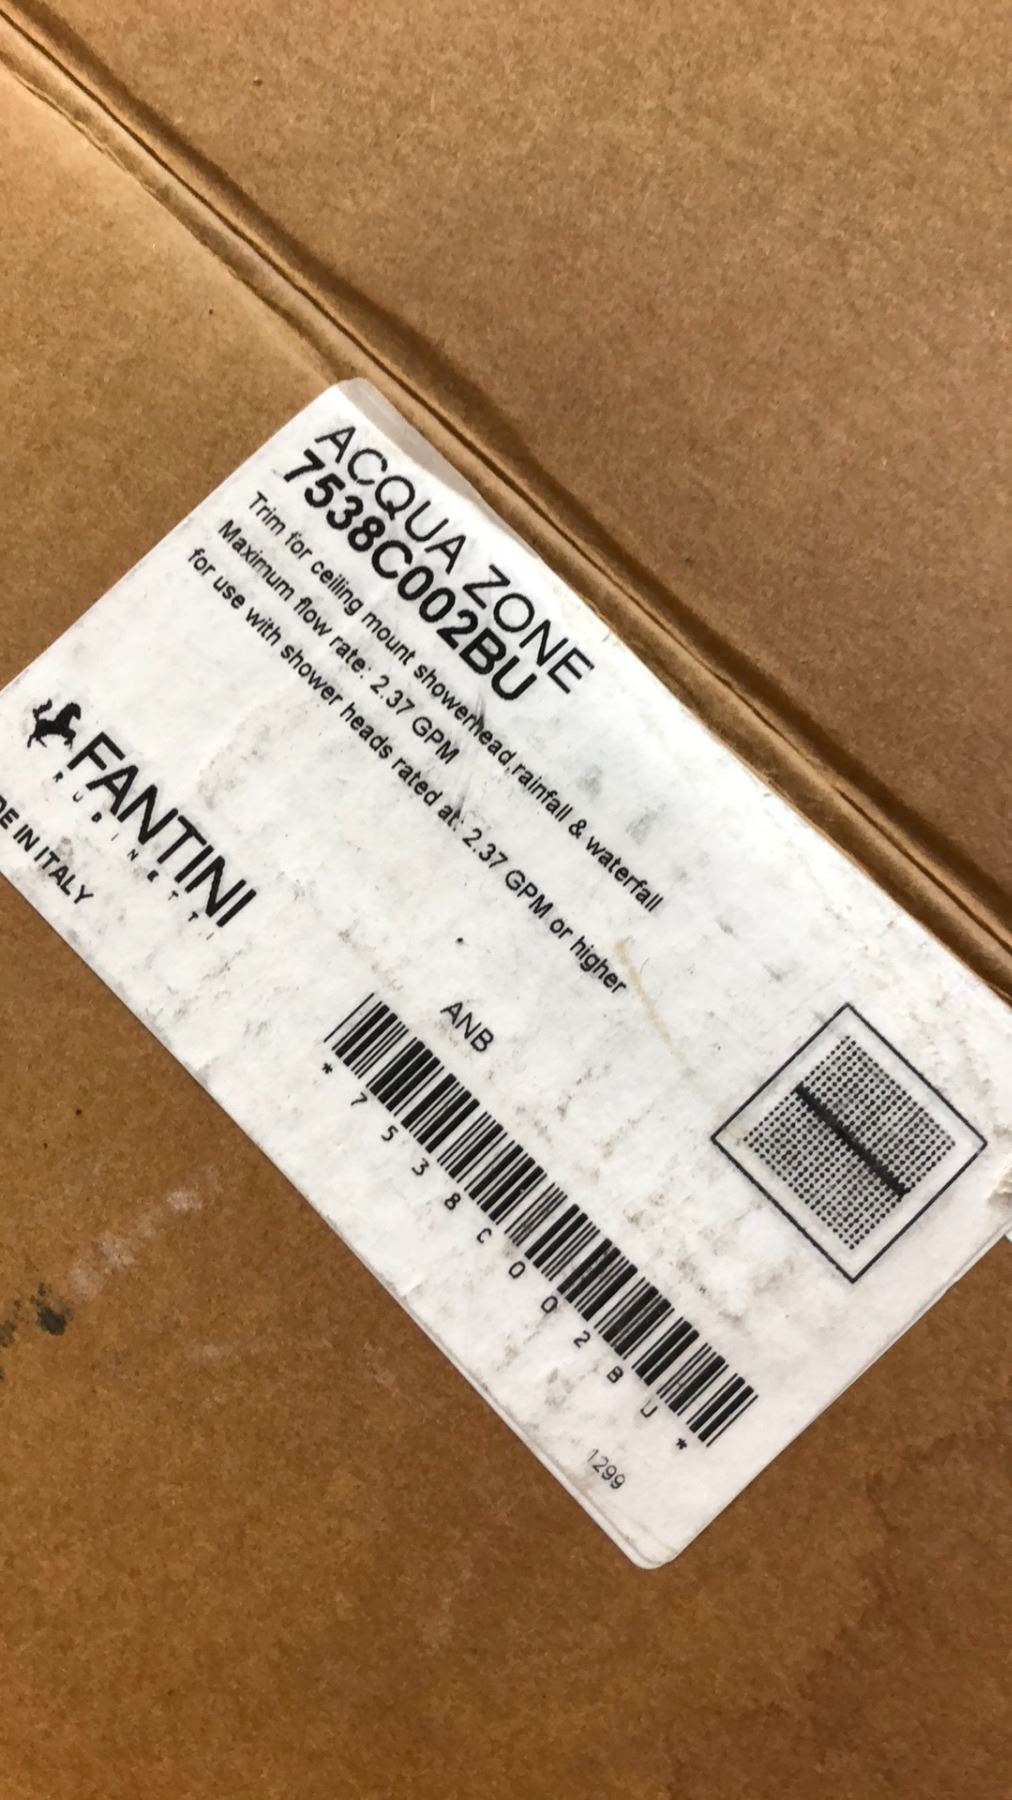 ACQUA ZONE
7538C002BU
Trim for ceiling mount showerhead,rainfall & waterfall
Maximum flow rate: 2.37 GPM
for use with shower heads rated at: 2.37 GPM or higher
FANTINI
RUBINETTI
DE IN ITALY
ANB
*7538C002BU*
1299